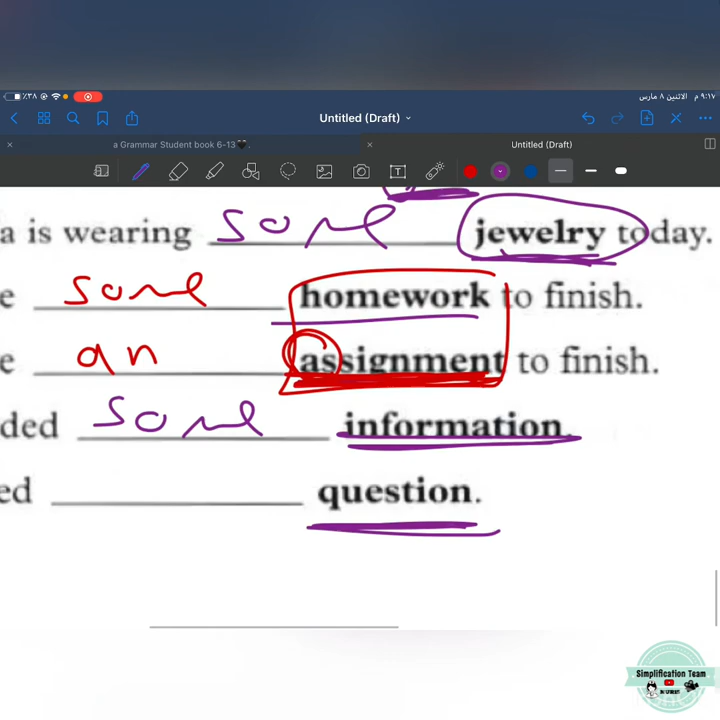 ٪٣٨ ٩:١٧ م الاثنين ٨ مارس
Untitled (Draft)
a Grammar Student book 6-13🖤. Untitled (Draft)
a is wearing some jewelry today.
e some homework to finish.
e an assignment to finish.
ded some information.
ed ____________ question.
Simplification Team